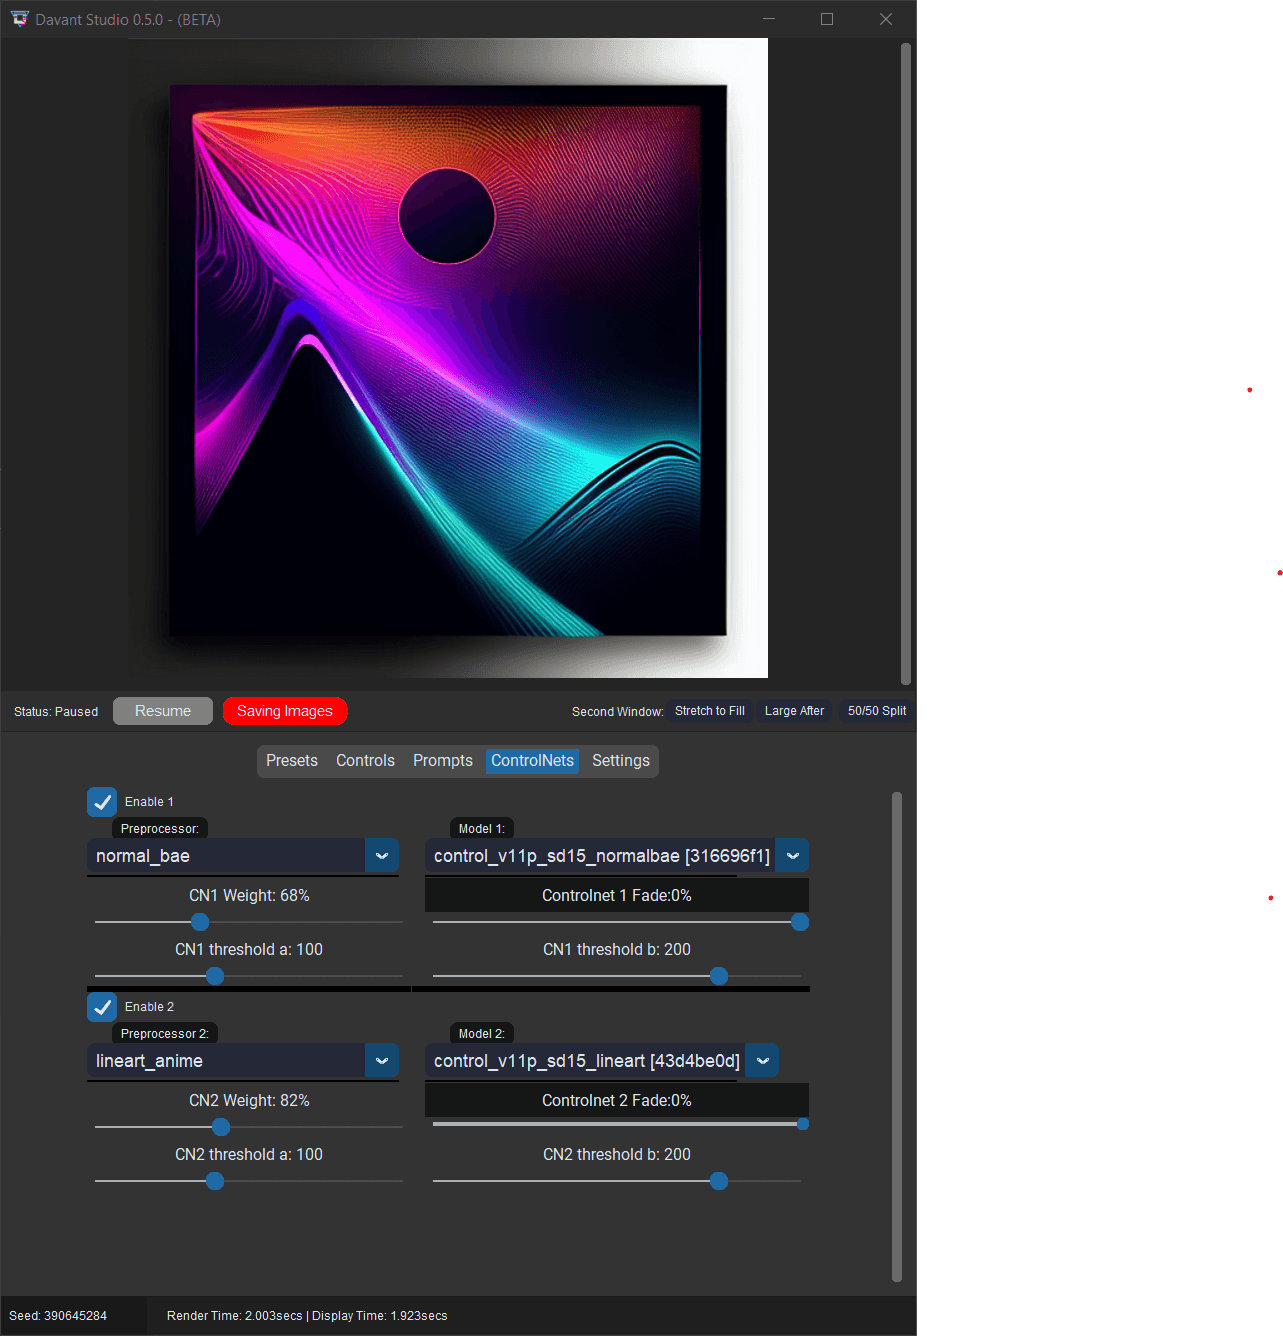 Davant Studio 0.5.0 - (BETA)
Status: Paused Resume Saving Images Second Window: Stretch to Fill Large After 50/50 Split
Presets Controls Prompts ControlNets Settings
Enable 1
Preprocessor: Model 1:
normal_bae control_v11p_sd15_normalbae [316696f1]
CN1 Weight: 68% Controlnet 1 Fade:0%
CN1 threshold a: 100 CN1 threshold b: 200
Enable 2
Preprocessor 2: Model 2:
lineart_anime control_v11p_sd15_lineart [43d4be0d]
CN2 Weight: 82% Controlnet 2 Fade:0%
CN2 threshold a: 100 CN2 threshold b: 200
Seed: 390645284 Render Time: 2.003secs | Display Time: 1.923secs